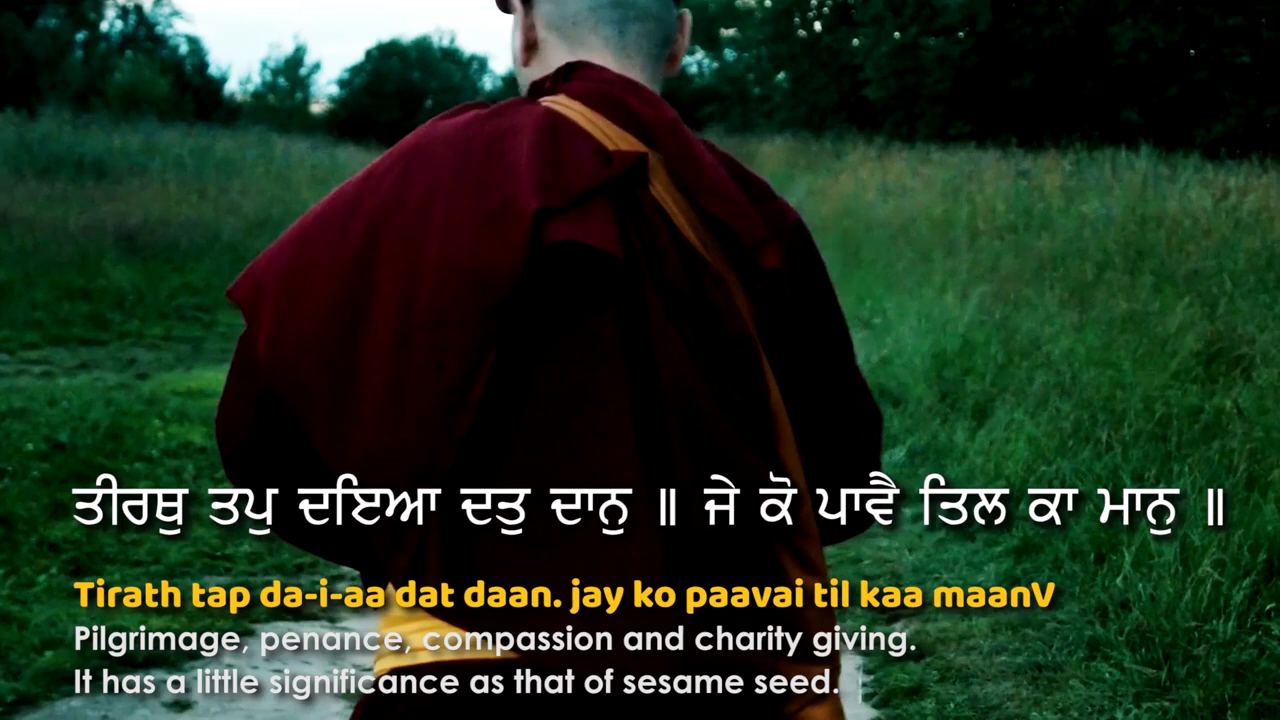 ਤੀਰਥੁ ਤਪੁ ਦਇਆ ਦਤੁ ਦਾਨੁ ॥ ਜੇ ਕੋ ਪਾਵੈ ਤਿਲ ਕਾ ਮਾਨੁ ॥
Tirath tap da-i-aa dat daan. jay ko paavai til kaa maanV
Pilgrimage, penance, compassion and charity giving.
It has a little significance as that of sesame seed.